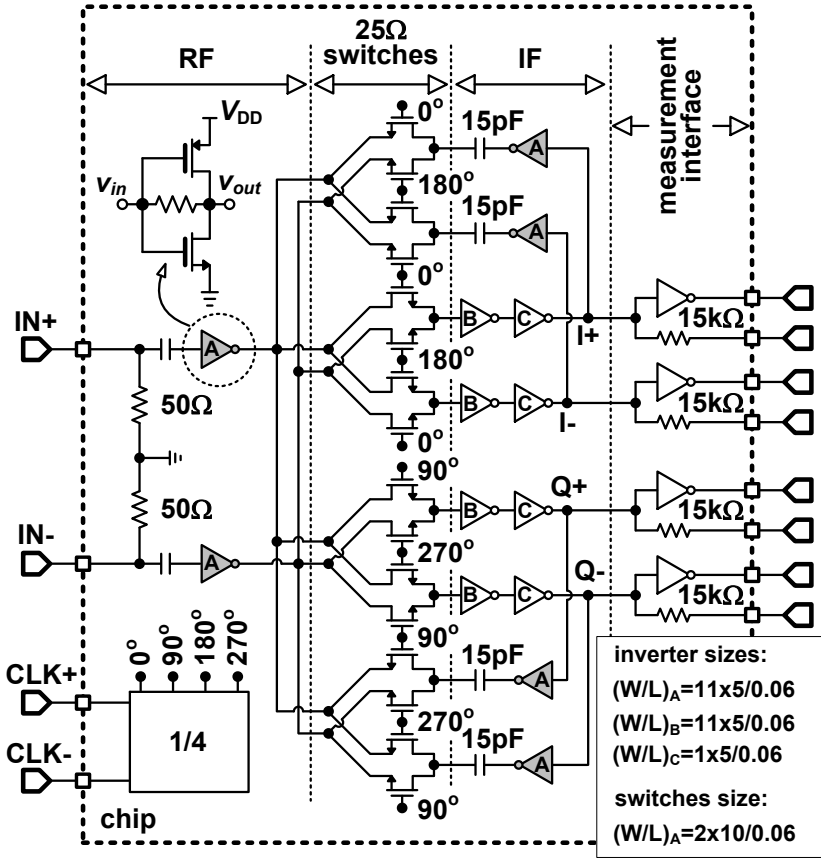 25Ω
switches
RF
IF
measurement
interface
V_DD
v_in
v_out
0°
15pF
A
180°
15pF
A
0°
IN+
A
B
C
I+
15kΩ
180°
50Ω
B
C
I-
15kΩ
0°
90°
Q+
50Ω
B
C
15kΩ
IN-
A
270°
Q-
B
C
15kΩ
90°
0°
90°
180°
270°
15pF
A
CLK+
1/4
270°
15pF
A
CLK-
90°
chip
inverter sizes:
(W/L)_A=11x5/0.06
(W/L)_B=11x5/0.06
(W/L)_C=1x5/0.06
switches size:
(W/L)_A=2x10/0.06